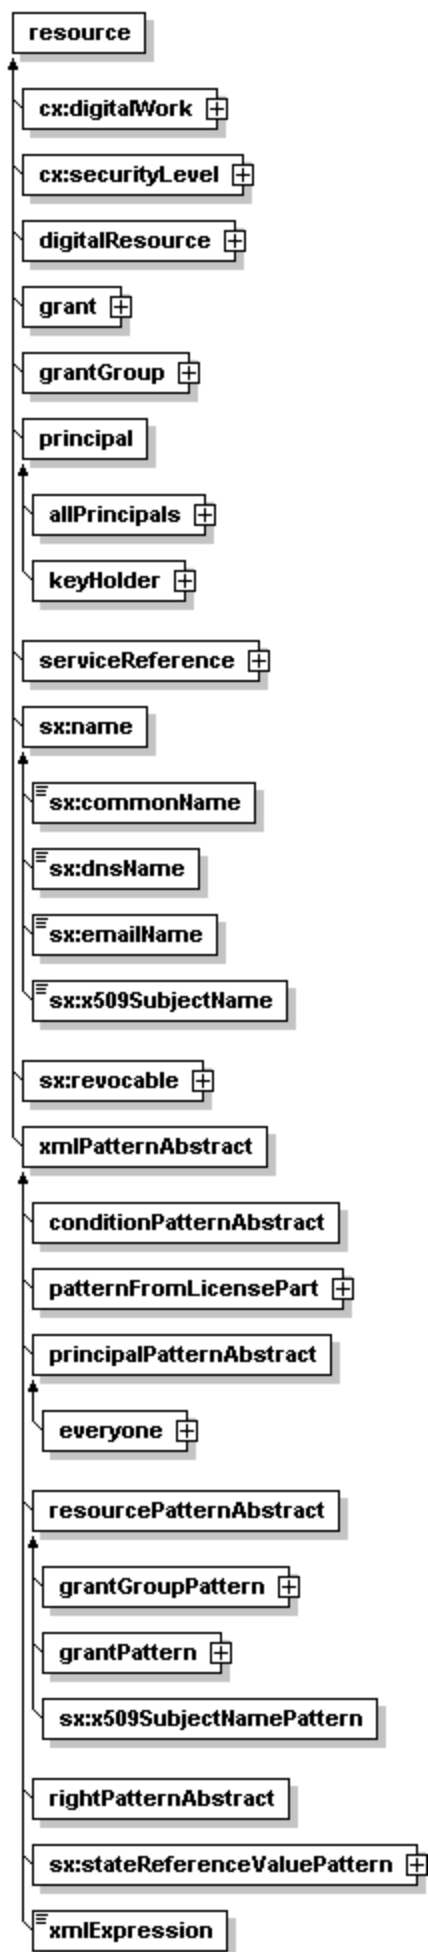 resource
cx:digitalWork
cx:securityLevel
digitalResource
grant
grantGroup
principal
allPrincipals
keyHolder
serviceReference
sx:name
sx:commonName
sx:dnsName
sx:emailName
sx:x509SubjectName
sx:revocable
xmlPatternAbstract
conditionPatternAbstract
patternFromLicensePart
principalPatternAbstract
everyone
resourcePatternAbstract
grantGroupPattern
grantPattern
sx:x509SubjectNamePattern
rightPatternAbstract
sx:stateReferenceValuePattern
xmlExpression